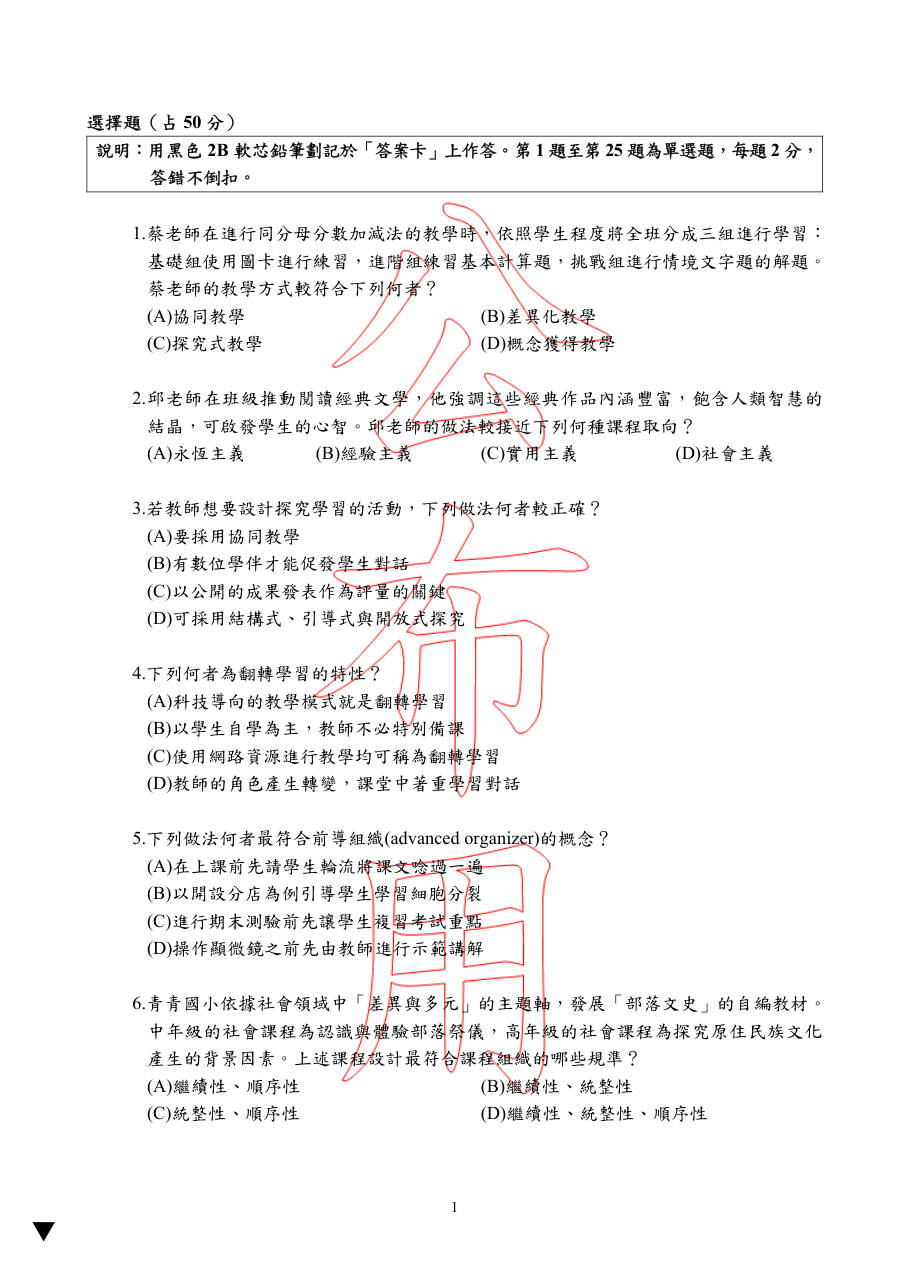 選擇題（占 50 分）
說明：用黑色 2B 軟芯鉛筆劃記於「答案卡」上作答。第 1 題至第 25 題為單選題，每題 2 分，
答錯不倒扣。
1.蔡老師在進行同分母分數加減法的教學時，依照學生程度將全班分成三組進行學習：
基礎組使用圖卡進行練習，進階組練習基本計算題，挑戰組進行情境文字題的解題。
蔡老師的教學方式較符合下列何者？
(A)協同教學 (B)差異化教學
(C)探究式教學 (D)概念獲得教學
2.邱老師在班級推動閱讀經典文學，他強調這些經典作品內涵豐富，飽含人類智慧的
結晶，可啟發學生的心智。邱老師的做法較接近下列何種課程取向？
(A)永恆主義 (B)經驗主義 (C)實用主義 (D)社會主義
3.若教師想要設計探究學習的活動，下列做法何者較正確？
(A)要採用協同教學
(B)有數位學伴才能促發學生對話
(C)以公開的成果發表作為評量的關鍵
(D)可採用結構式、引導式與開放式探究
4.下列何者為翻轉學習的特性？
(A)科技導向的教學模式就是翻轉學習
(B)以學生自學為主，教師不必特別備課
(C)使用網路資源進行教學均可稱為翻轉學習
(D)教師的角色產生轉變，課堂中著重學習對話
5.下列做法何者最符合前導組織(advanced organizer)的概念？
(A)在上課前先請學生輪流將課文唸過一遍
(B)以開設分店為例引導學生學習細胞分裂
(C)進行期末測驗前先讓學生複習考試重點
(D)操作顯微鏡之前先由教師進行示範講解
6.青青國小依據社會領域中「差異與多元」的主題軸，發展「部落文史」的自編教材。
中年級的社會課程為認識與體驗部落祭儀，高年級的社會課程為探究原住民族文化
產生的背景因素。上述課程設計最符合課程組織的哪些規準？
(A)繼續性、順序性 (B)繼續性、統整性
(C)統整性、順序性 (D)繼續性、統整性、順序性
1
公布用